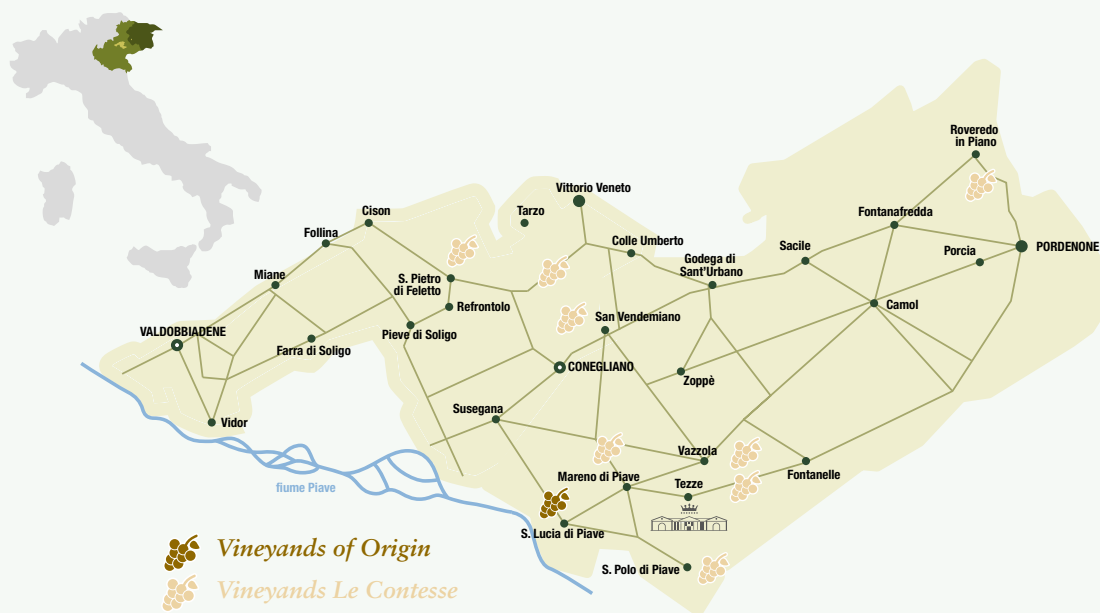 Roveredo
in Piano
Vittorio Veneto
Cison
Tarzo
Fontanafredda
Follina
Colle Umberto
Sacile
Porcia
PORDENONE
Godega di
Sant'Urbano
Miane
S. Pietro
di Feletto
Refrontolo
Camol
San Vendemiano
VALDOBBIADENE
Pieve di Soligo
Farra di Soligo
CONEGLIANO
Zoppè
Susegana
Vidor
Vazzola
Mareno di Piave
Tezze
Fontanelle
fiume Piave
S. Lucia di Piave
S. Polo di Piave
Vineyands of Origin
Vineyands Le Contesse